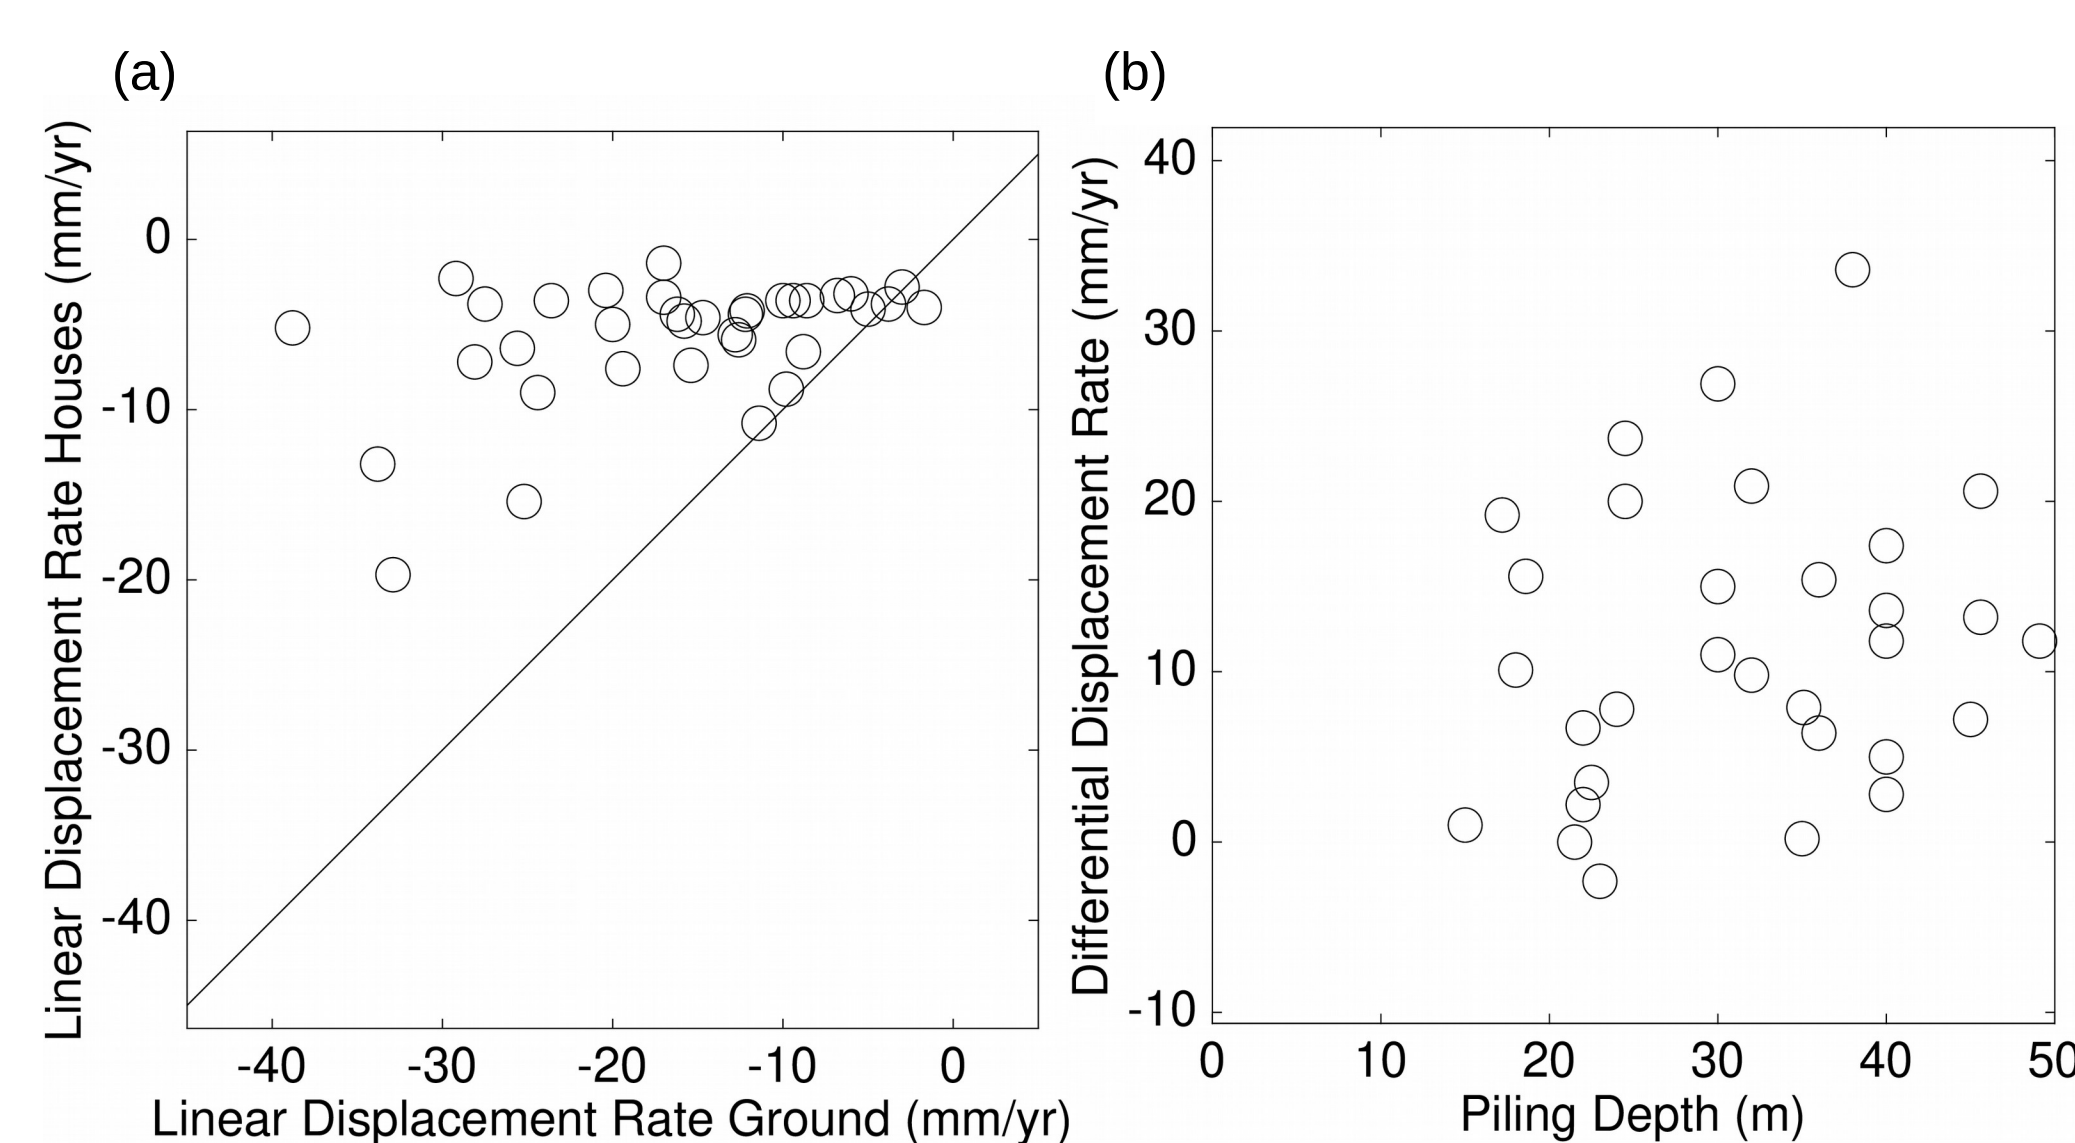 (a)
(b)
Linear Displacement Rate Houses (mm/yr)
0
-10
-20
-30
-40
-40 -30 -20 -10 0
Linear Displacement Rate Ground (mm/yr)
Differential Displacement Rate (mm/yr)
40
30
20
10
0
-10
0 10 20 30 40 50
Piling Depth (m)